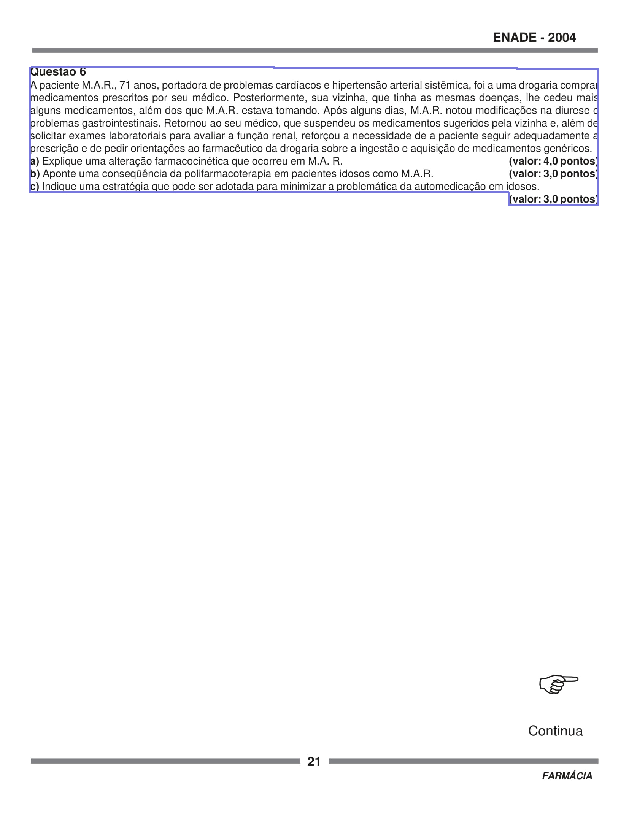 ENADE - 2004
Questão 6
A paciente M.A.R., 71 anos, portadora de problemas cardíacos e hipertensão arterial sistêmica, foi a uma drogaria comprar
medicamentos prescritos por seu médico. Posteriormente, sua vizinha, que tinha as mesmas doenças, lhe cedeu mais
alguns medicamentos, além dos que M.A.R. estava tomando. Após alguns dias, M.A.R. notou modificações na diurese e
problemas gastrointestinais. Retornou ao seu médico, que suspendeu os medicamentos sugeridos pela vizinha e, além de
solicitar exames laboratoriais para avaliar a função renal, reforçou a necessidade de a paciente seguir adequadamente a
prescrição e de pedir orientações ao farmacêutico da drogaria sobre a ingestão e aquisição de medicamentos genéricos.
a) Explique uma alteração farmacocinética que ocorreu em M.A. R. (valor: 4,0 pontos)
b) Aponte uma conseqüência da polifarmacoterapia em pacientes idosos como M.A.R. (valor: 3,0 pontos)
c) Indique uma estratégia que pode ser adotada para minimizar a problemática da automedicação em idosos.
(valor: 3,0 pontos)
Continua
21
FARMÁCIA